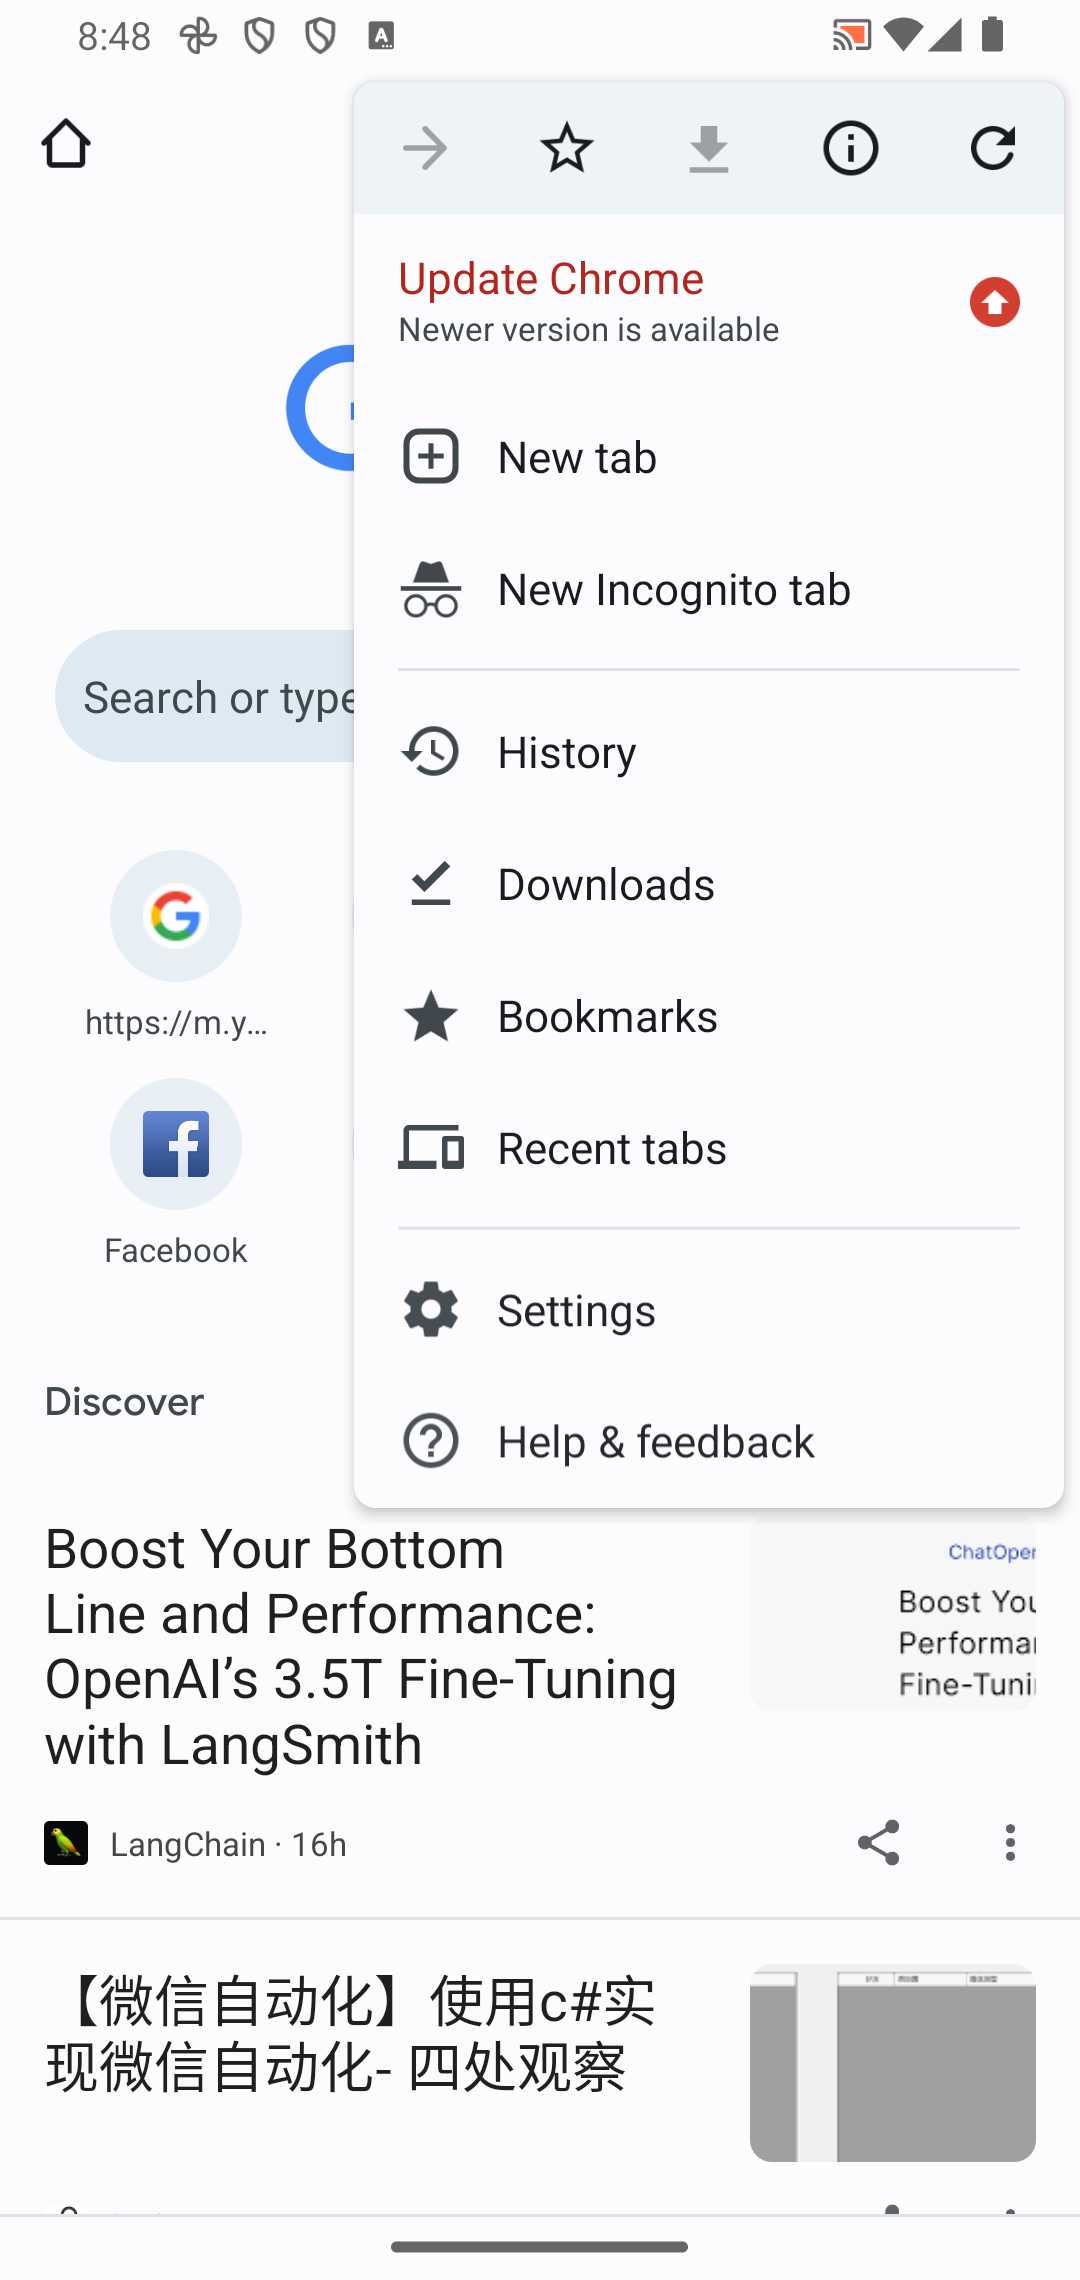 8:48
Update Chrome
Newer version is available
New tab
New Incognito tab
Search or type
History
Downloads
https://m.y...
Bookmarks
Recent tabs
Facebook
Settings
Discover
Help & feedback
Boost Your Bottom
Line and Performance:
OpenAI’s 3.5T Fine-Tuning
with LangSmith
ChatOpen
Boost You
Performa
Fine-Tuni
LangChain · 16h
【微信自动化】使用c#实
现微信自动化- 四处观察